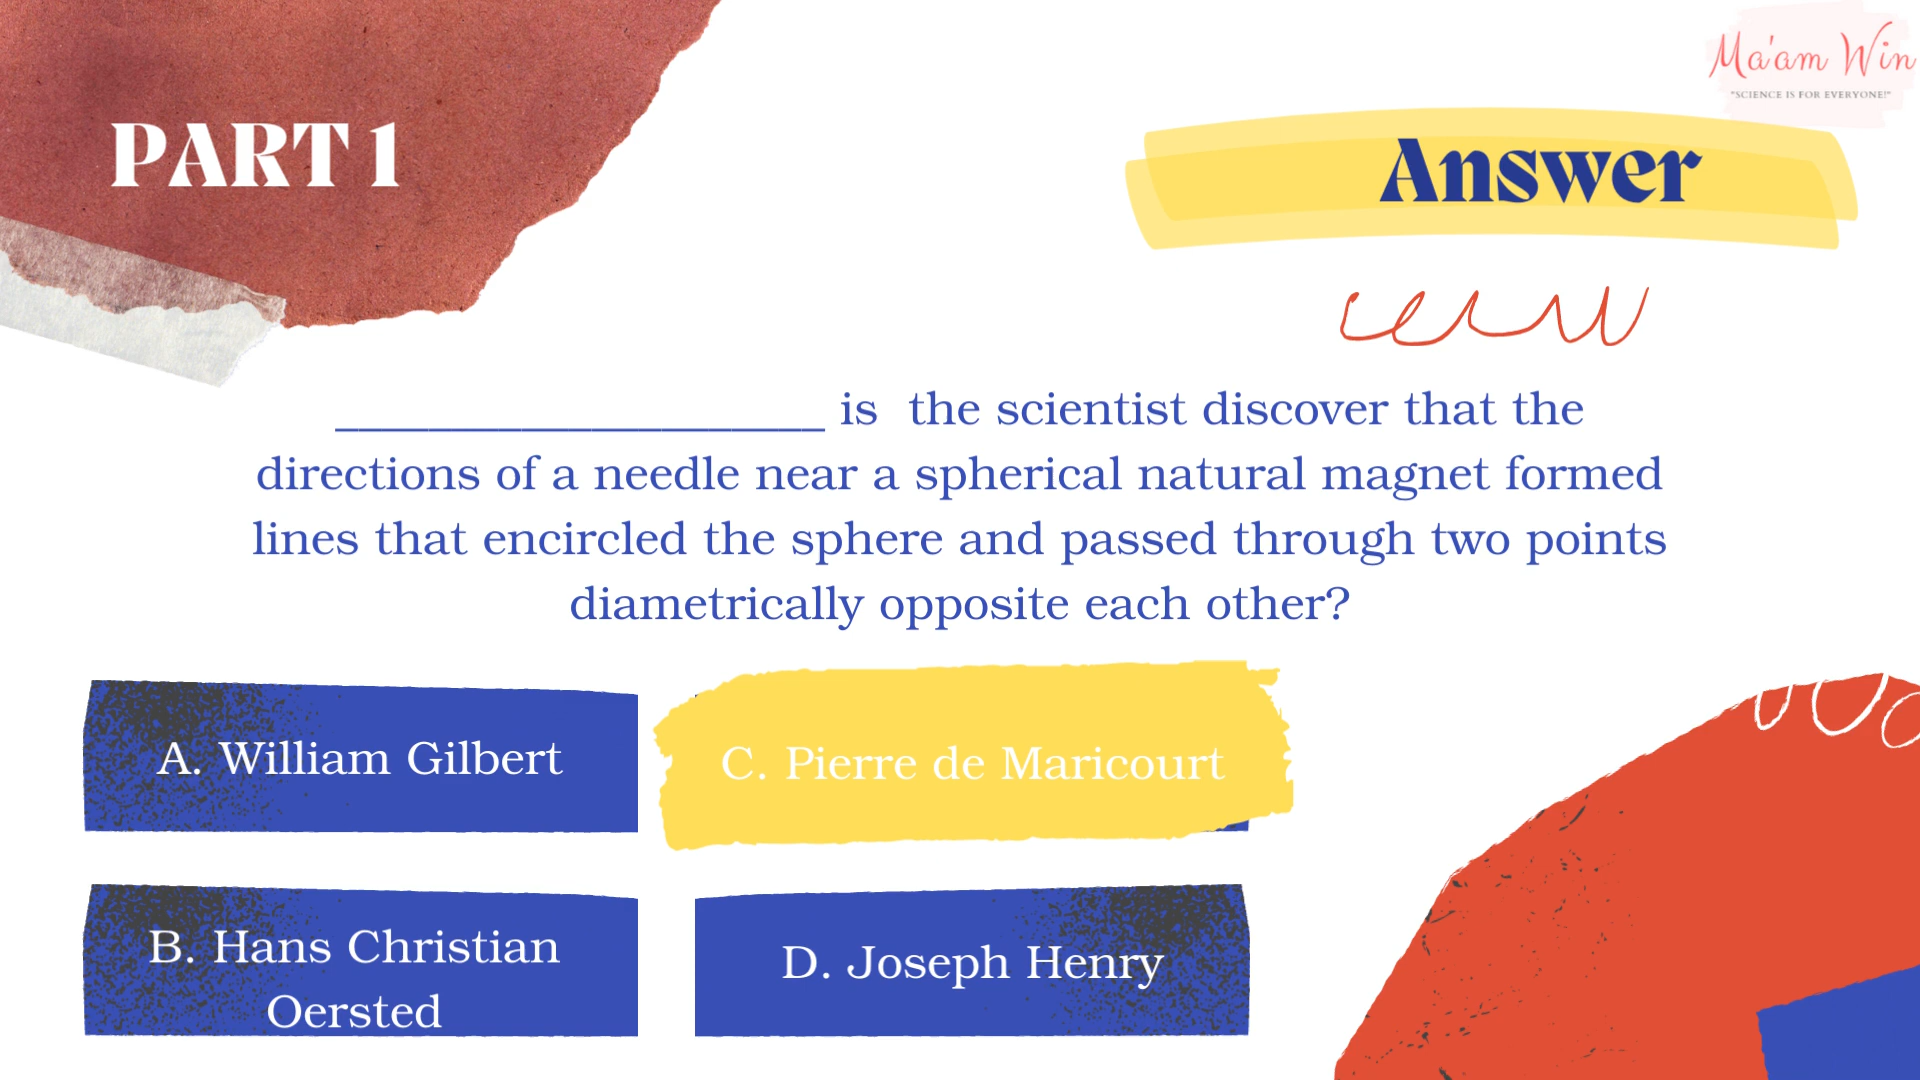 Ma'am Win
"SCIENCE IS FOR EVERYONE!"
PART 1
Answer
_____________________ is the scientist discover that the
directions of a needle near a spherical natural magnet formed
lines that encircled the sphere and passed through two points
diametrically opposite each other?
A. William Gilbert
C. Pierre de Maricourt
B. Hans Christian
Oersted
D. Joseph Henry